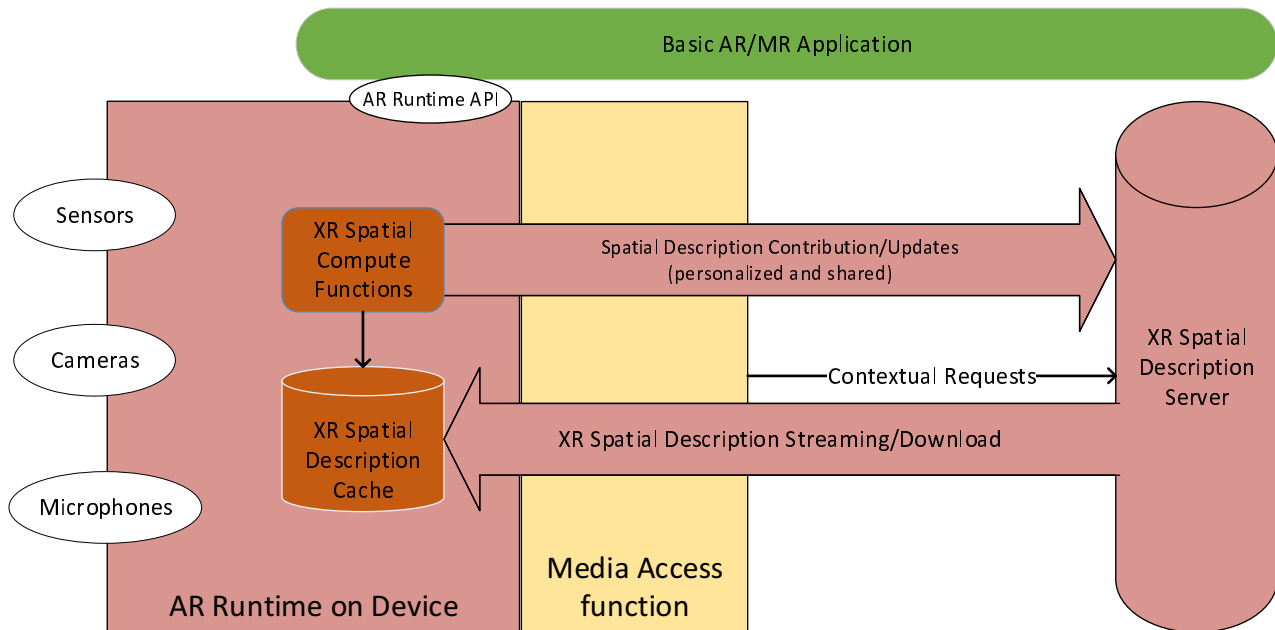 Basic AR/MR Application
AR Runtime API
Sensors
XR Spatial
Compute
Functions
Spatial Description Contribution/Updates
(personalized and shared)
Cameras
XR Spatial
Description
Server
Contextual Requests
XR Spatial
Description
Cache
XR Spatial Description Streaming/Download
Microphones
AR Runtime on Device
Media Access
function